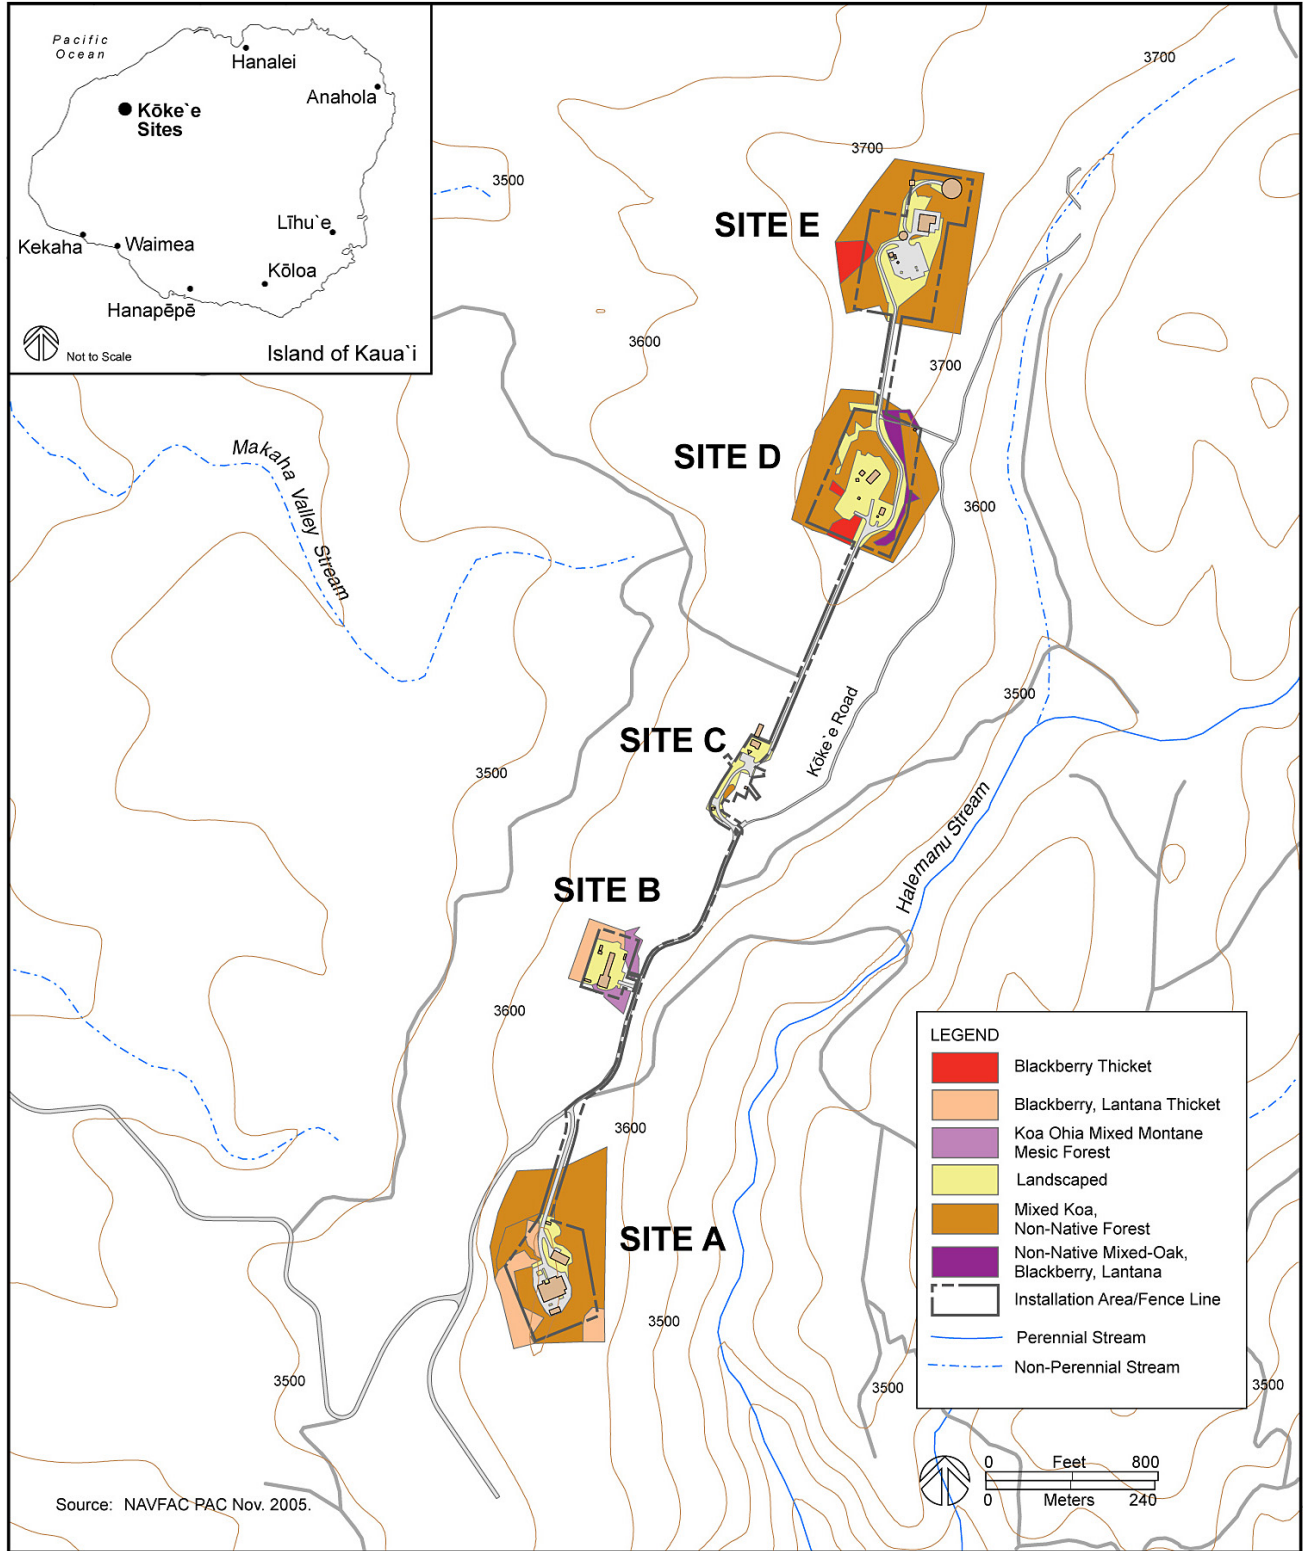 Pacific
Ocean
Hanalei
Anahola
Kōke`e
Sites
Līhu`e
Kekaha
Waimea
Kōloa
Hanapēpē
Not to Scale
Island of Kaua`i
3700
3700
3500
SITE E
3600
3700
SITE D
Makaha Valley Stream
3600
3500
SITE C
Kōke`e Road
3500
Halemanu Stream
SITE B
3600
3600
SITE A
3500
3500
3500
3500
LEGEND
Blackberry Thicket
Blackberry, Lantana Thicket
Koa Ohia Mixed Montane
Mesic Forest
Landscaped
Mixed Koa,
Non-Native Forest
Non-Native Mixed-Oak,
Blackberry, Lantana
Installation Area/Fence Line
Perennial Stream
Non-Perennial Stream
0 Feet 800
0 Meters 240
Source: NAVFAC PAC Nov. 2005.